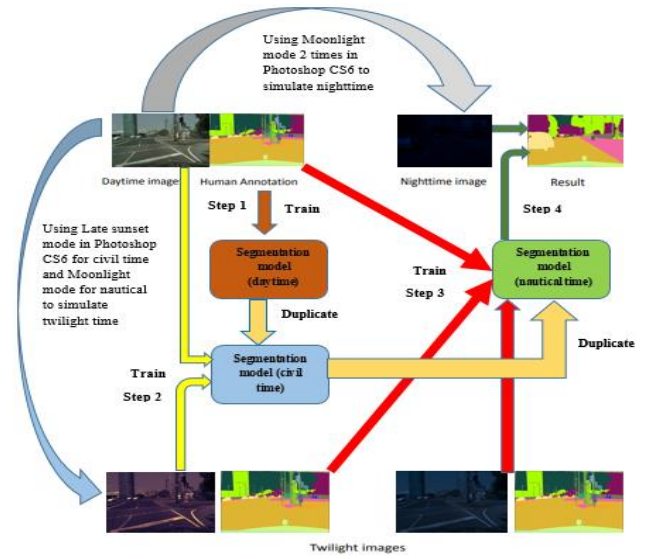 Using Moonlight
mode 2 times in
Photoshop CS6 to
simulate nighttime
Daytime image
Human Annotation
Nighttime image
Result
Step 1
Train
Step 4
Using Late sunset
mode in Photoshop
CS6 for civil time
and Moonlight
mode for nautical
to simulate
twilight time
Segmentation
model
(daytime)
Train
Step 3
Segmentation
model
(nautical time)
Duplicate
Duplicate
Segmentation
model (civil
time)
Train
Step 2
Twilight images